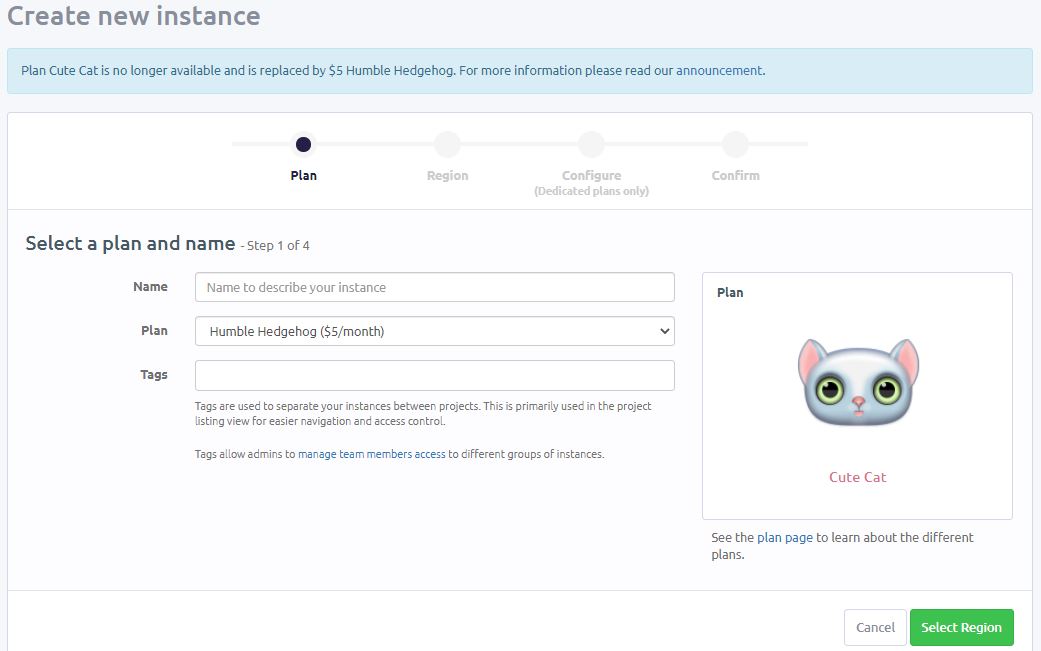 Create new instance
Plan Cute Cat is no longer available and is replaced by $5 Humble Hedgehog. For more information please read our announcement.
Plan
Region
Configure
(Dedicated plans only)
Confirm
Select a plan and name - Step 1 of 4
Name
Name to describe your instance
Plan
Humble Hedgehog ($5/month)
Tags
Tags are used to separate your instances between projects. This is primarily used in the project
listing view for easier navigation and access control.
Tags allow admins to manage team members access to different groups of instances.
Plan
Cute Cat
See the plan page to learn about the different
plans.
Cancel
Select Region